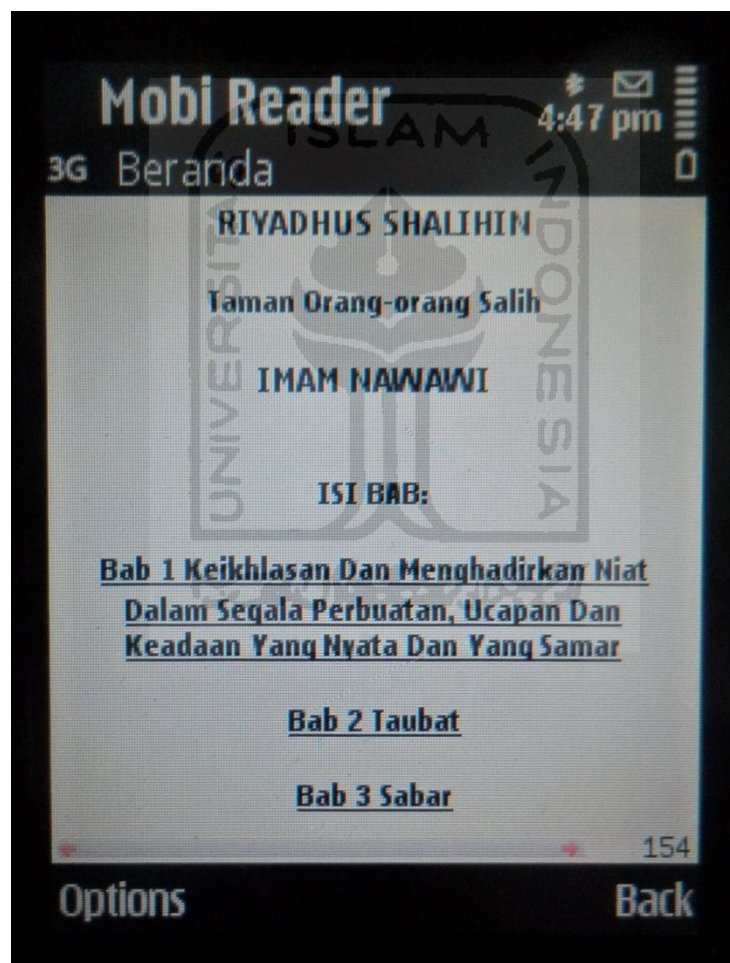 Mobi Reader
4:47 pm
3G Beranda
RIYADHUS SHALIHIN
Taman Orang-orang Salih
IMAM NAWAWI
ISI BAB:
Bab 1 Keikhlasan Dan Menghadirkan Niat
Dalam Segala Perbuatan, Ucapan Dan
Keadaan Yang Nyata Dan Yang Samar
Bab 2 Taubat
Bab 3 Sabar
154
Options
Back
UNIVERSITAS
ISLAM
INDONESIA